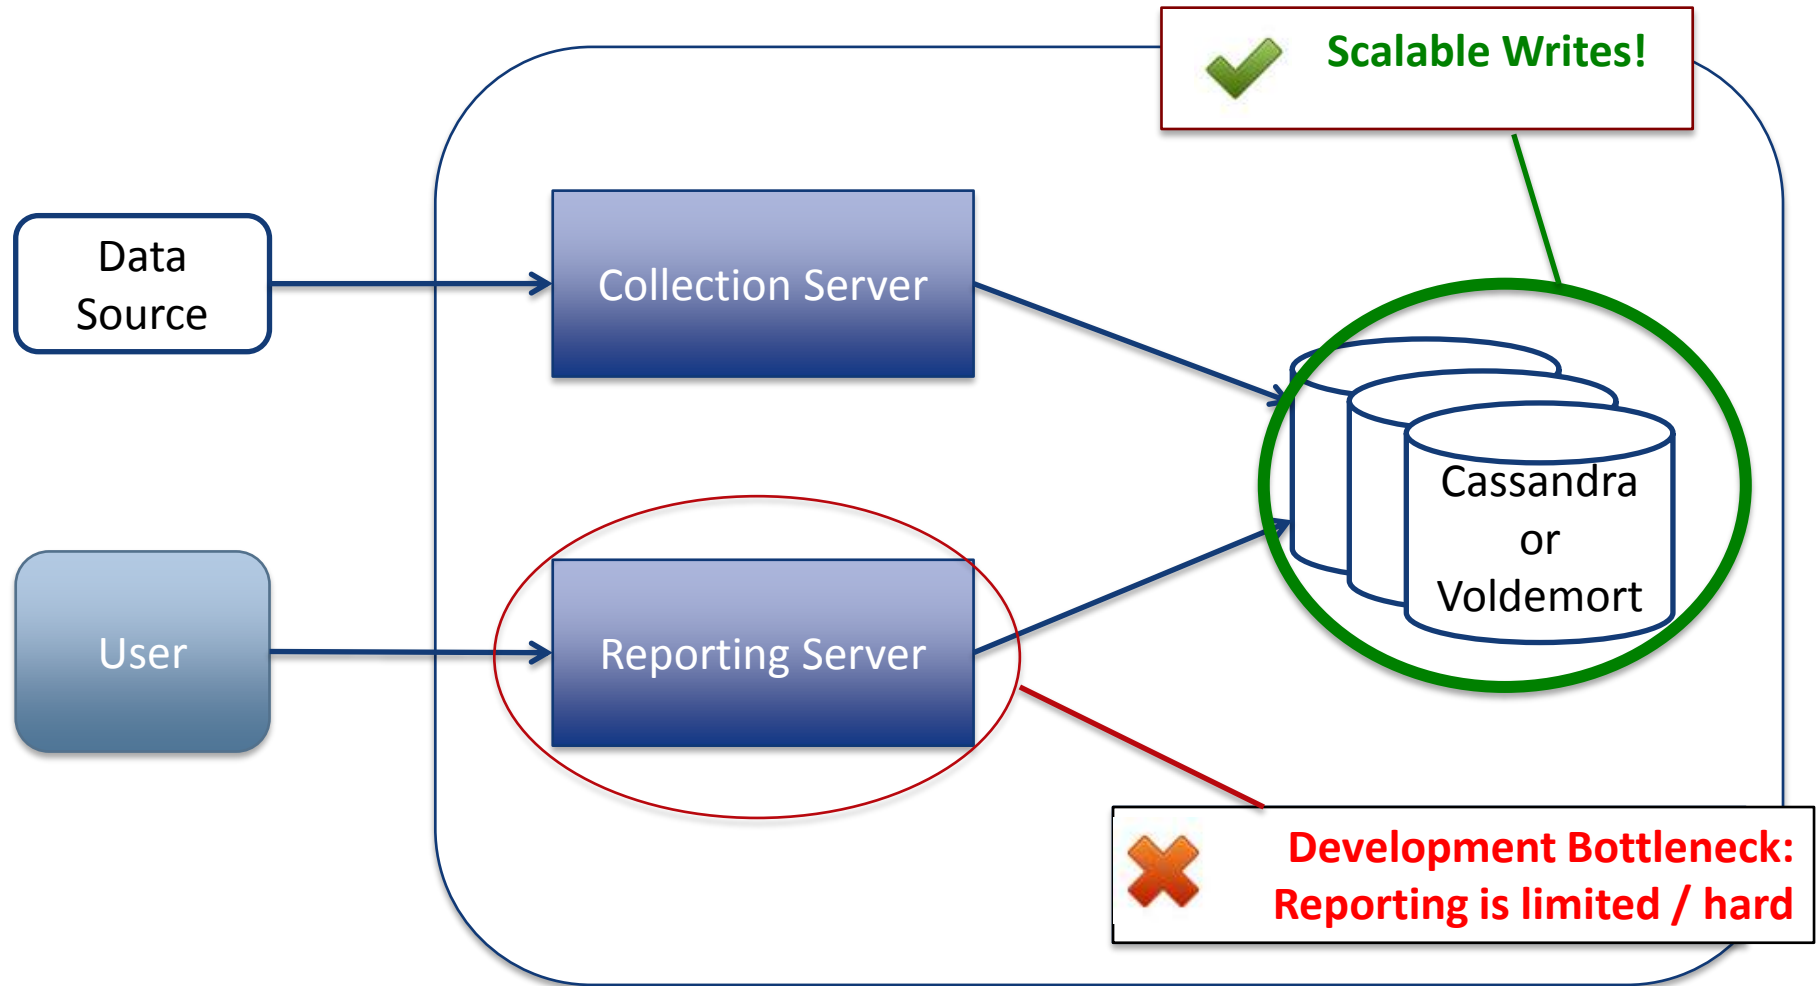 Scalable Writes!
Data
Source
Collection Server
Cassandra
or
Voldemort
User
Reporting Server
Development Bottleneck:
Reporting is limited / hard